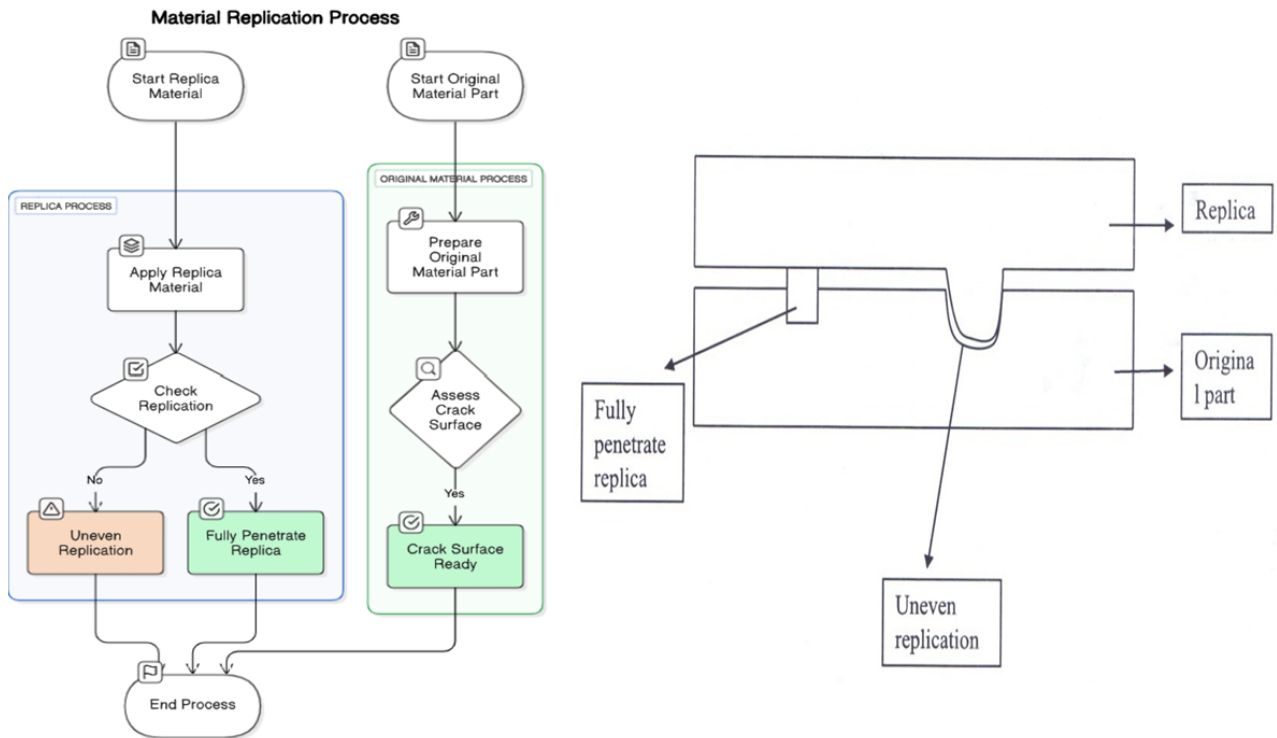 Material Replication Process
Start Replica
Material
Start Original
Material Part
REPLICA PROCESS
ORIGINAL MATERIAL PROCESS
Apply Replica
Material
Prepare
Original
Material Part
Check
Replication
Assess
Crack
Surface
No
Yes
Yes
Uneven
Replication
Fully Penetrate
Replica
Crack Surface
Ready
End Process
Replica
Origina
l part
Fully
penetrate
replica
Uneven
replication